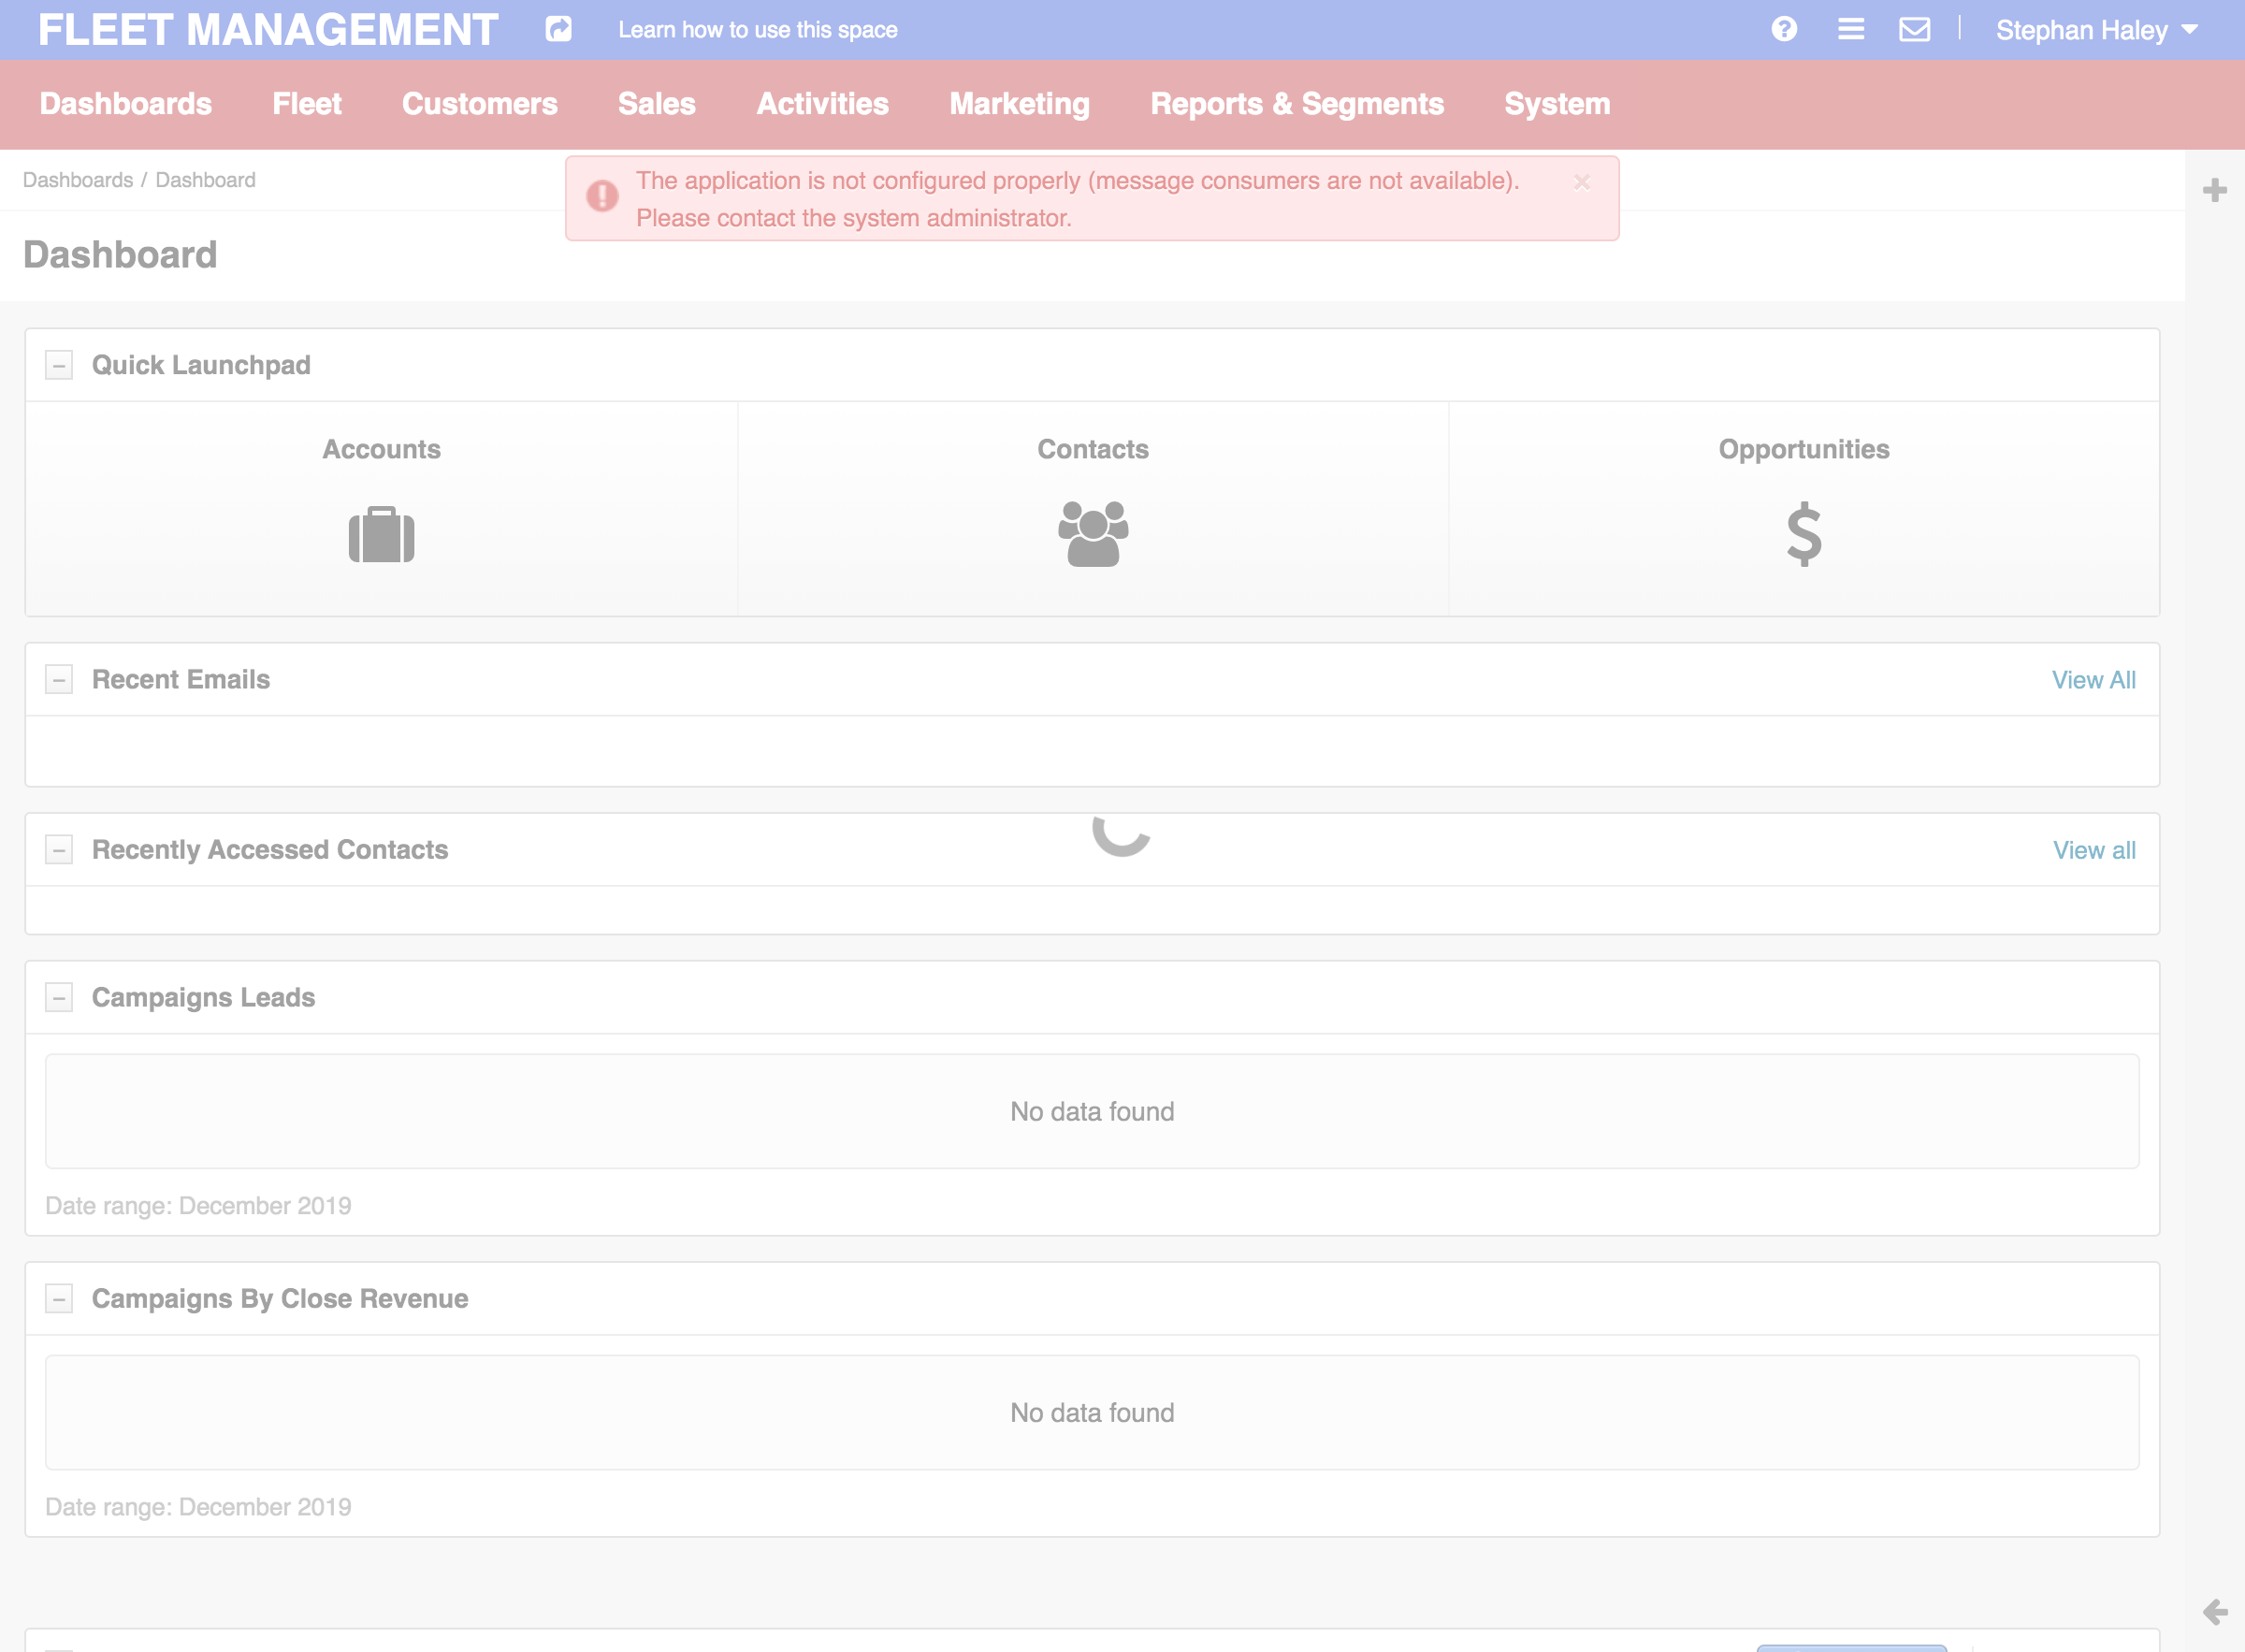 FLEET MANAGEMENT
Learn how to use this space
Stephan Haley
Dashboards Fleet Customers Sales Activities Marketing Reports & Segments System
Dashboards / Dashboard
The application is not configured properly (message consumers are not available).
Please contact the system administrator.
Dashboard
Quick Launchpad
Accounts
Contacts
Opportunities
Recent Emails
View All
Recently Accessed Contacts
View all
Campaigns Leads
No data found
Date range: December 2019
Campaigns By Close Revenue
No data found
Date range: December 2019